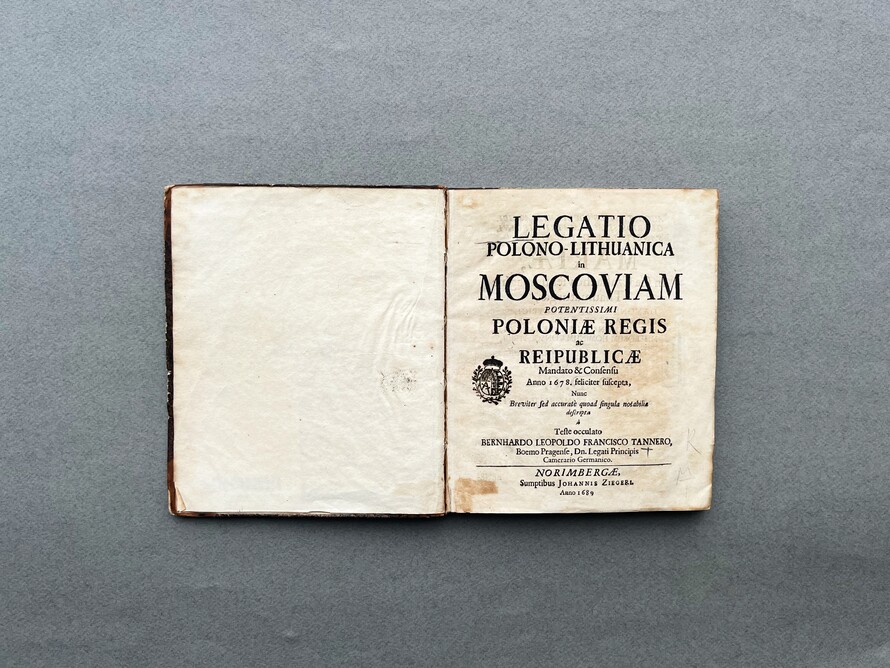 LEGATIO
POLONO-LITHUANICA
in
MOSCOVIAM
POTENTISSIMI
POLONIÆ REGIS
ac
REIPUBLICÆ
Mandato & Consensu
Anno 1678. feliciter suscepta,
Nunc
Breviter sed accuratè quoad singula notabilia
descripta
à
Teste occulato
BERNHARDO LEOPOLDO FRANCISCO TANNERO,
Boemo Pragense, Dn. Legati Principis
Camerario Germanico.
NORIMBERGÆ,
Sumptibus JOHANNIS ZIEGERI.
Anno 1689